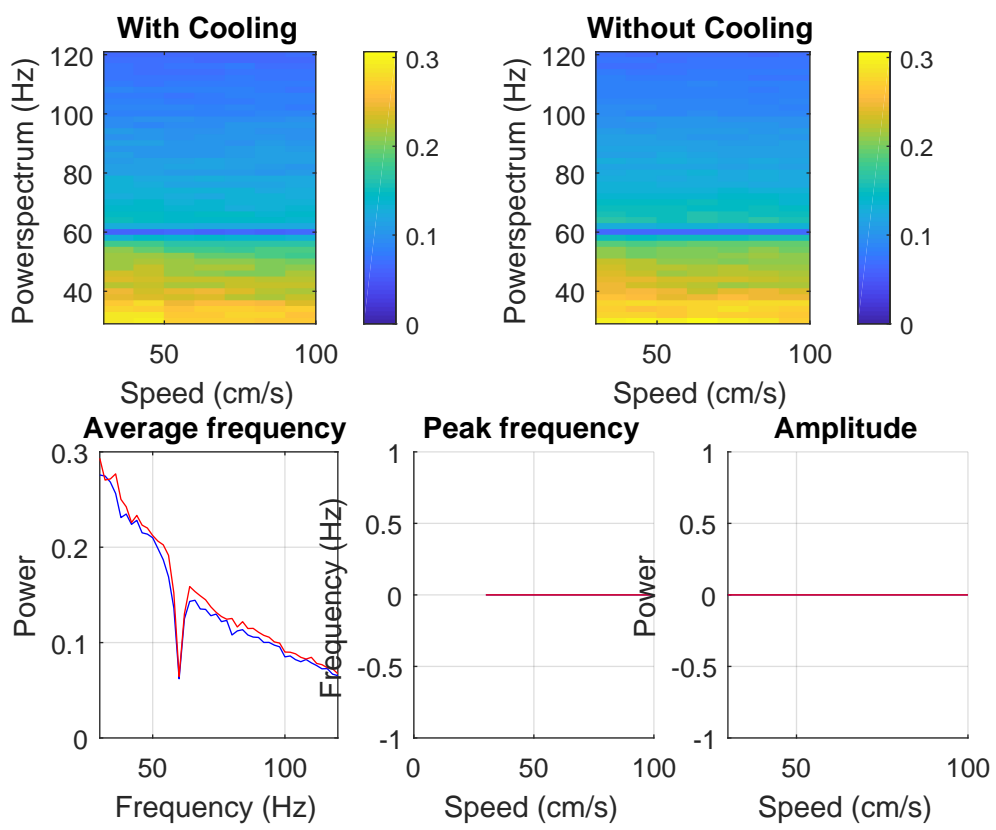 With Cooling
Powerspectrum (Hz)
120
100
80
60
40
50
100
Speed (cm/s)
0.3
0.2
0.1
0
Without Cooling
Powerspectrum (Hz)
120
100
80
60
40
50
100
Speed (cm/s)
0.3
0.2
0.1
0
Average frequency
Power
0.3
0.2
0.1
0
50
100
Frequency (Hz)
Peak frequency
Frequency (Hz)
1
0.5
0
-0.5
-1
0
50
100
Speed (cm/s)
Amplitude
Power
1
0.5
0
-0.5
-1
50
100
Speed (cm/s)